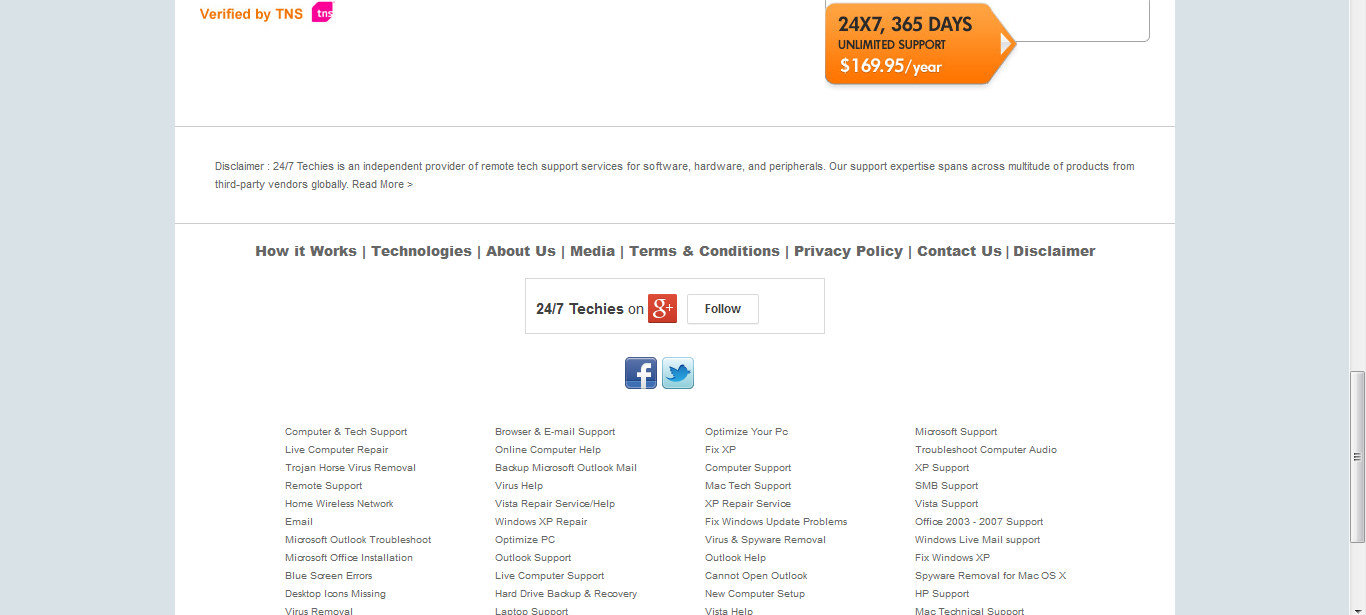 Verified by TNS tns
24X7, 365 DAYS
UNLIMITED SUPPORT
$169.95/year
Disclaimer : 24/7 Techies is an independent provider of remote tech support services for software, hardware, and peripherals. Our support expertise spans across multitude of products from
third-party vendors globally. Read More >
How it Works | Technologies | About Us | Media | Terms & Conditions | Privacy Policy | Contact Us | Disclaimer
24/7 Techies on g+ Follow
Computer & Tech Support
Live Computer Repair
Trojan Horse Virus Removal
Remote Support
Home Wireless Network
Email
Microsoft Outlook Troubleshoot
Microsoft Office Installation
Blue Screen Errors
Desktop Icons Missing
Virus Removal
Browser & E-mail Support
Online Computer Help
Backup Microsoft Outlook Mail
Virus Help
Vista Repair Service/Help
Windows XP Repair
Optimize PC
Outlook Support
Live Computer Support
Hard Drive Backup & Recovery
Laptop Support
Optimize Your Pc
Fix XP
Computer Support
Mac Tech Support
XP Repair Service
Fix Windows Update Problems
Virus & Spyware Removal
Outlook Help
Cannot Open Outlook
New Computer Setup
Vista Help
Microsoft Support
Troubleshoot Computer Audio
XP Support
SMB Support
Vista Support
Office 2003 - 2007 Support
Windows Live Mail support
Fix Windows XP
Spyware Removal for Mac OS X
HP Support
Mac Technical Support